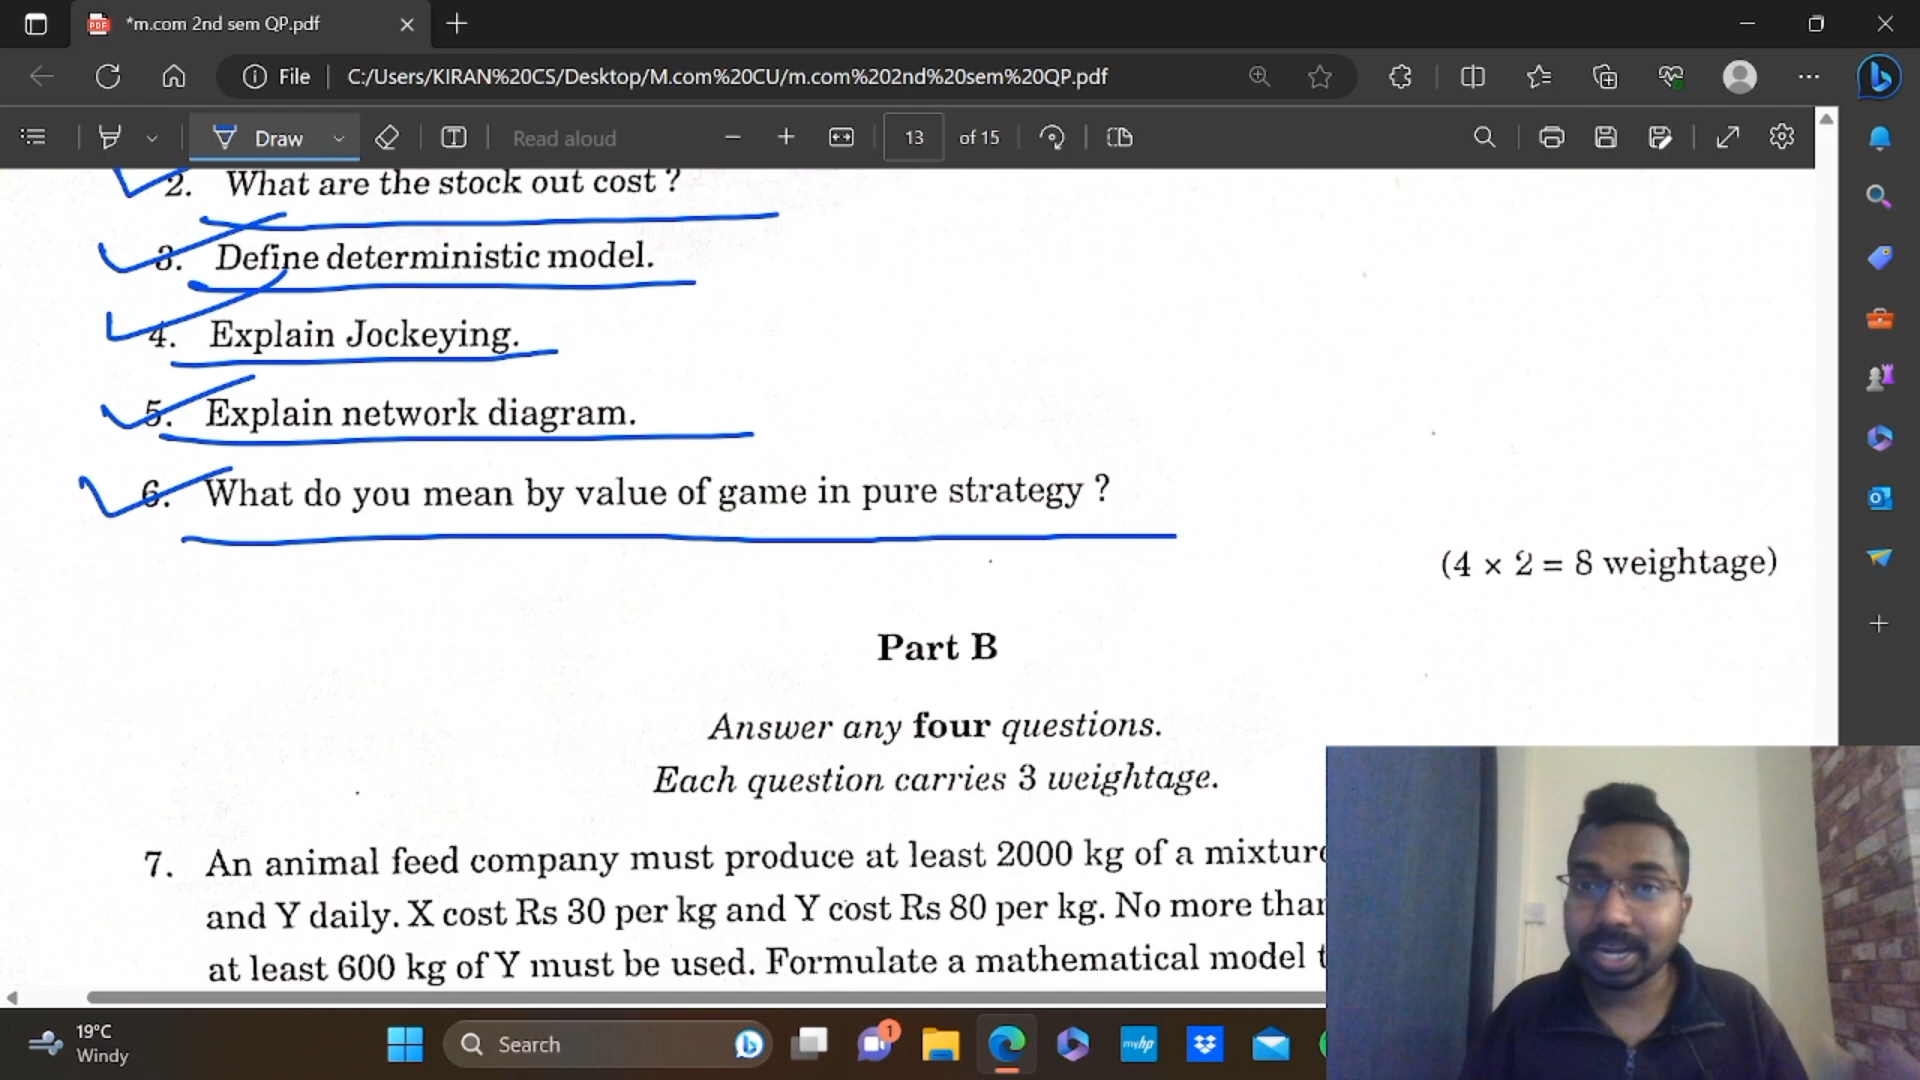 *m.com 2nd sem QP.pdf
File
C:/Users/KIRAN%20CS/Desktop/M.com%20CU/m.com%202nd%20sem%20QP.pdf
Draw
Read aloud
13 of 15
2. What are the stock out cost ?
3. Define deterministic model.
4. Explain Jockeying.
5. Explain network diagram.
6. What do you mean by value of game in pure strategy ?
(4 × 2 = 8 weightage)
Part B
Answer any four questions.
Each question carries 3 weightage.
7. An animal feed company must produce at least 2000 kg of a mixture
and Y daily. X cost Rs 30 per kg and Y cost Rs 80 per kg. No more than
at least 600 kg of Y must be used. Formulate a mathematical model
19°C
Windy
Search
1
myhp